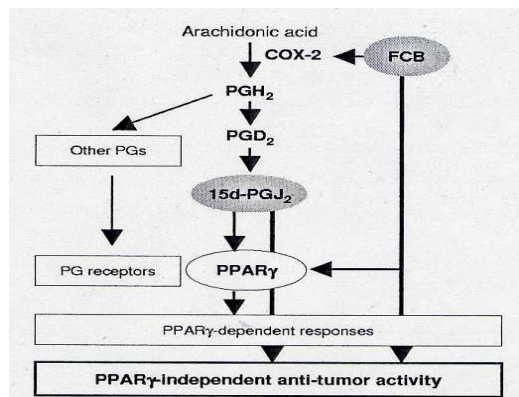 Arachidonic acid
COX-2
FCB
PGH₂
PGD₂
Other PGs
15d-PGJ₂
PG receptors
PPARγ
PPARγ-dependent responses
PPARγ-independent anti-tumor activity